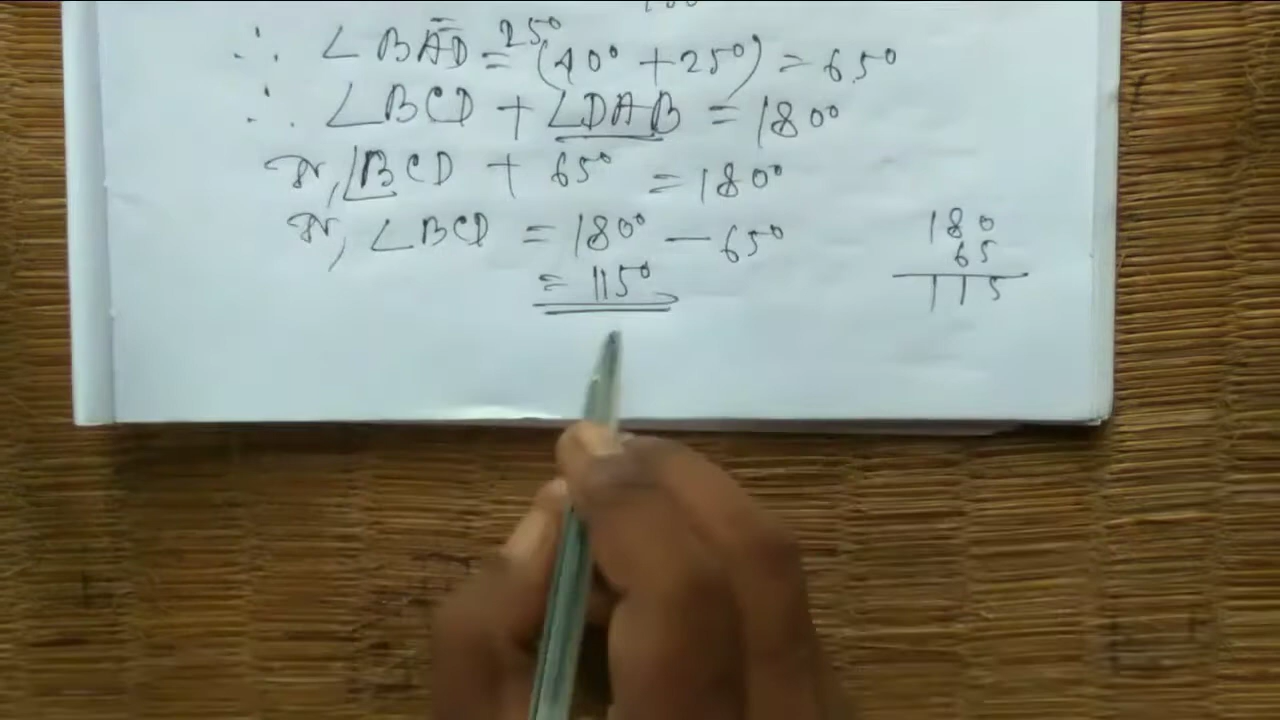 = 25°
∴ ∠BAD = (40° + 25°) = 65°
∴ ∠BCD + ∠DAB = 180°
or, ∠BCD + 65° = 180°
or, ∠BCD = 180° - 65°
= 115°
180
65
115